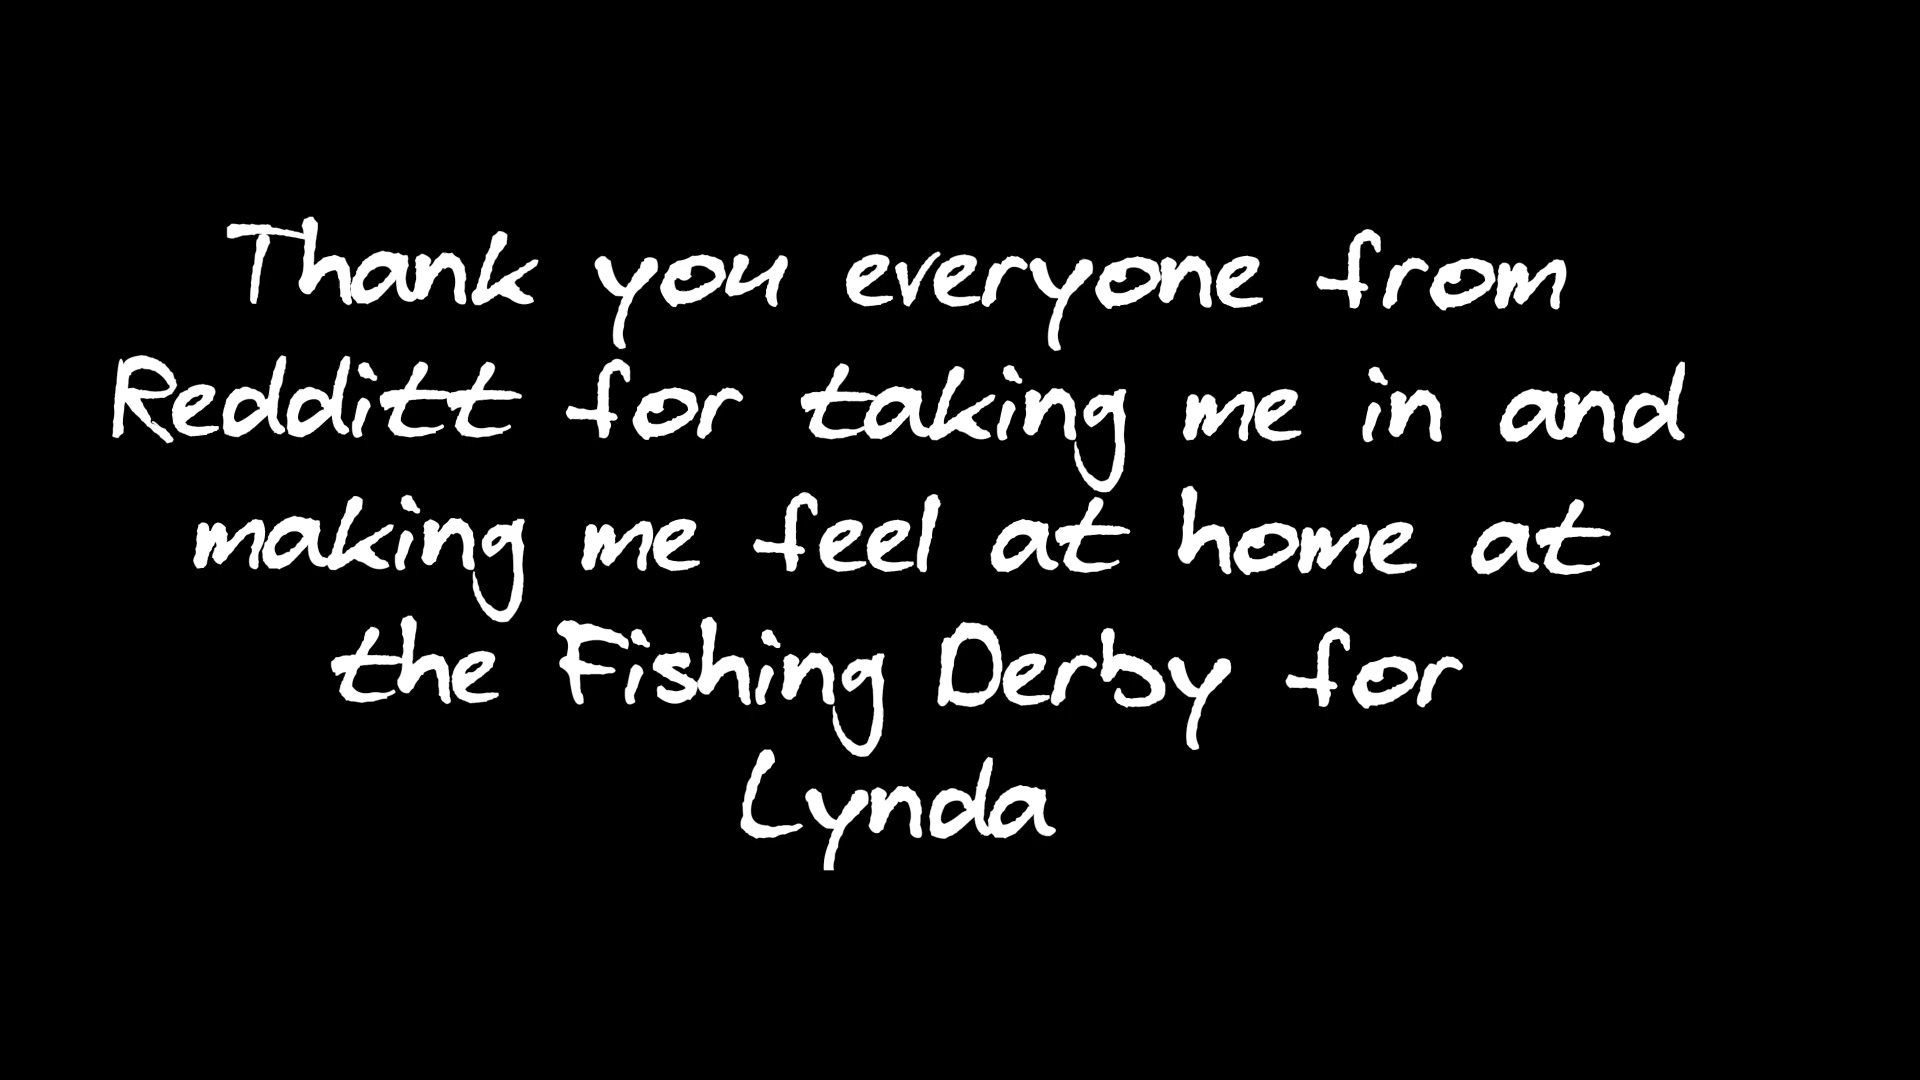 Thank you everyone from
Redditt for taking me in and
making me feel at home at
the Fishing Derby for
Lynda